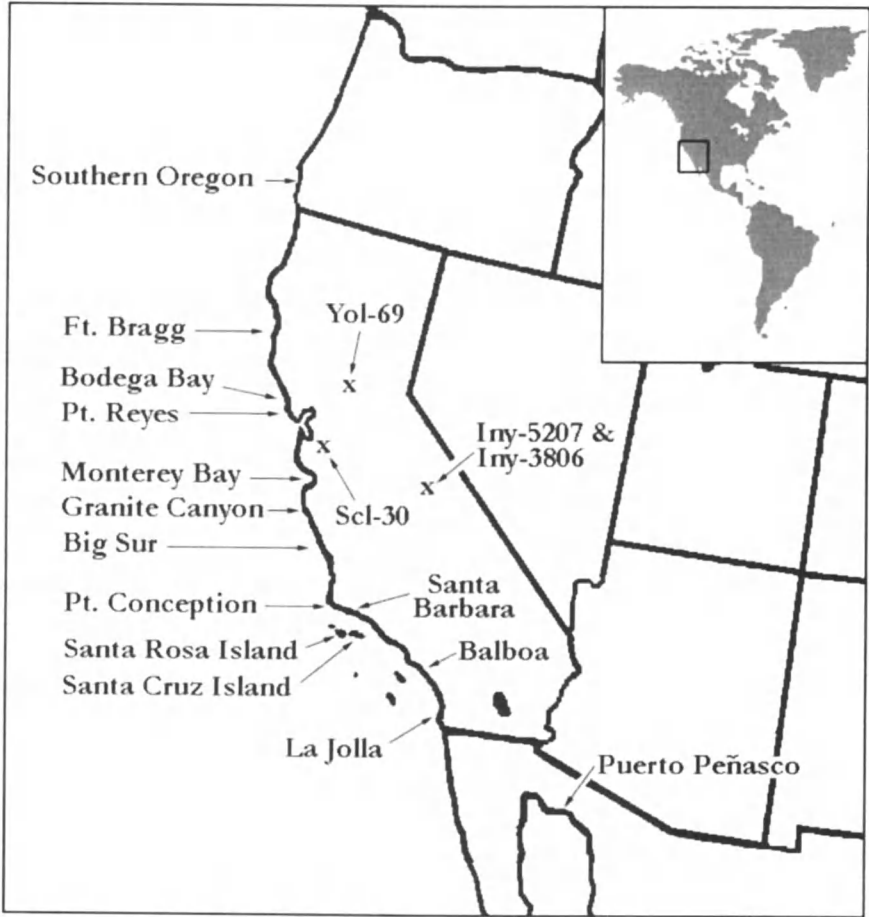 Southern Oregon
Yol-69
Ft. Bragg
Bodega Bay
Pt. Reyes
Iny-5207 &
Iny-3806
Monterey Bay
Granite Canyon
Scl-30
Big Sur
Pt. Conception
Santa
Barbara
Santa Rosa Island
Balboa
Santa Cruz Island
La Jolla
Puerto Peñasco
x
x
x